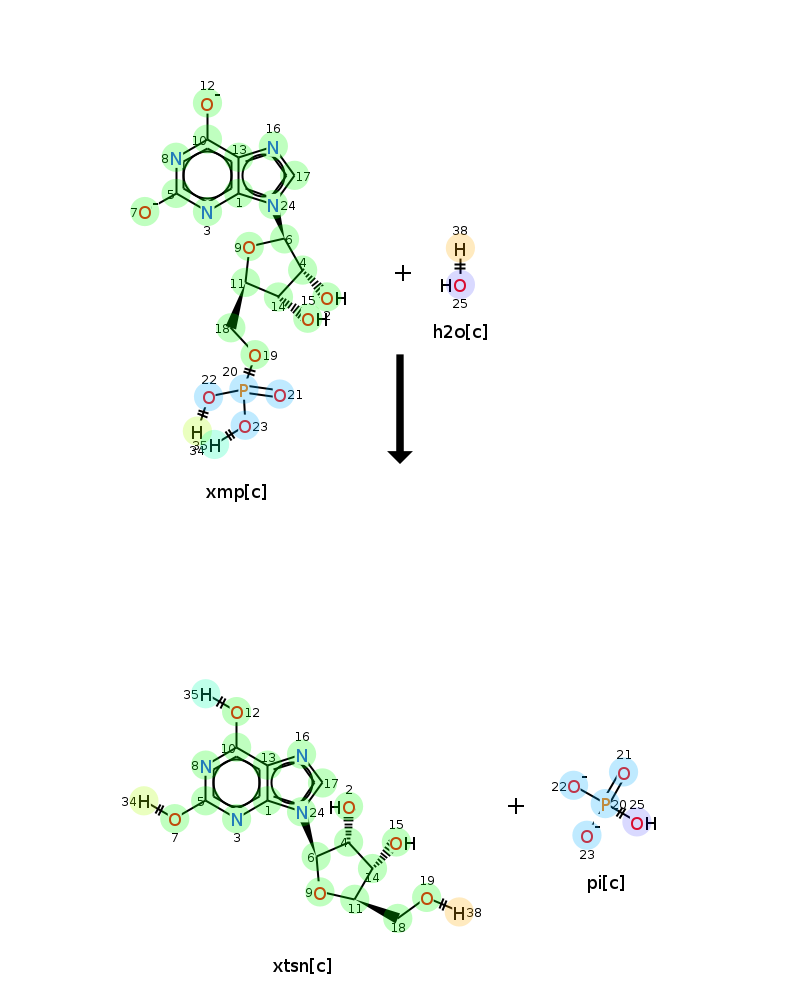 12
O-
10
16
N
13
8 N
17
5
7 O-
N
3
1
N 24
6
9 O
4
11
14
15
OH
2
OH
18
O 19
20
22
O
P
O 21
O 23
H
34
35
H
xmp[c]
+
38
H
HO
25
h2o[c]
35 H
O 12
10
16
N
13
8 N
17
5
34 H
O
7
N
3
1
N 24
2
HO
15
OH
4
6
14
9 O
11
19
O
H 38
18
xtsn[c]
+
21
O
22 O-
P
20
25
OH
O-
23
pi[c]